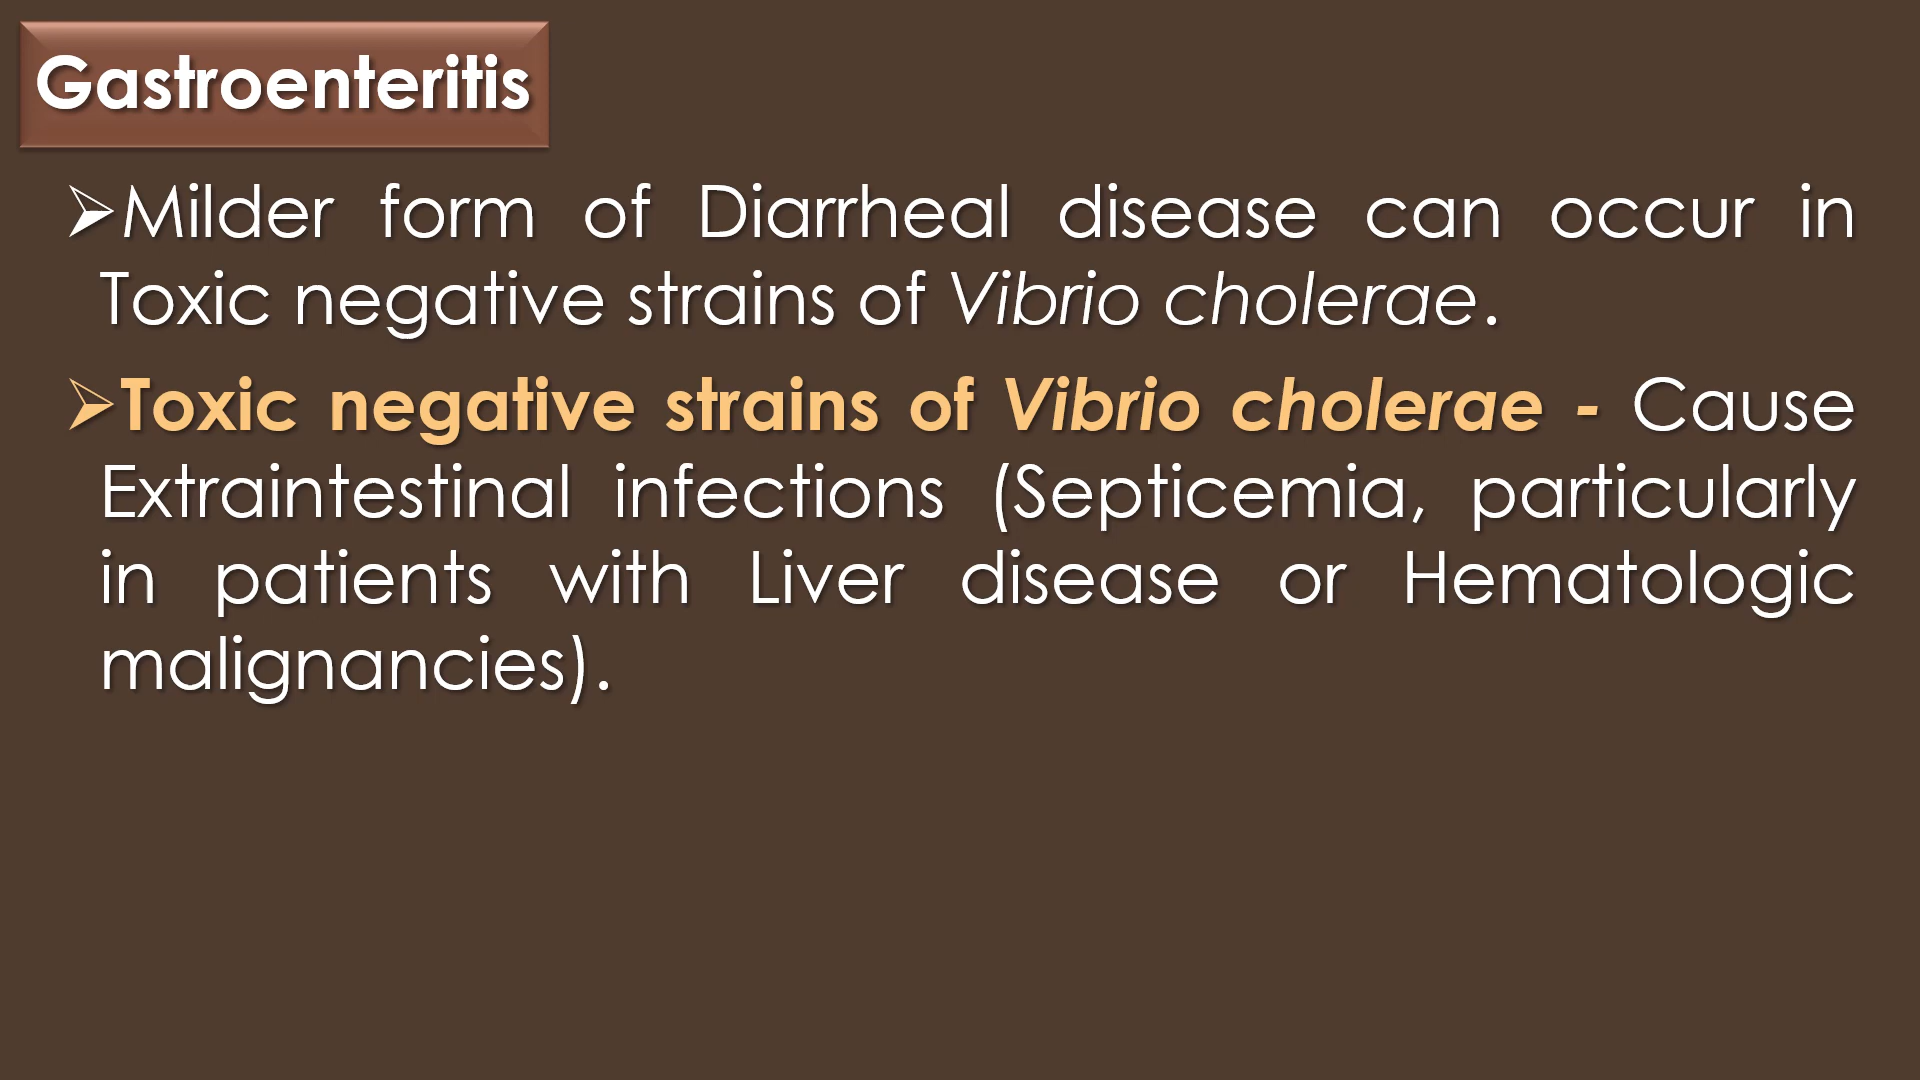 Gastroenteritis
➢Milder form of Diarrheal disease can occur in
Toxic negative strains of Vibrio cholerae.
➢Toxic negative strains of Vibrio cholerae - Cause
Extraintestinal infections (Septicemia, particularly
in patients with Liver disease or Hematologic
malignancies).